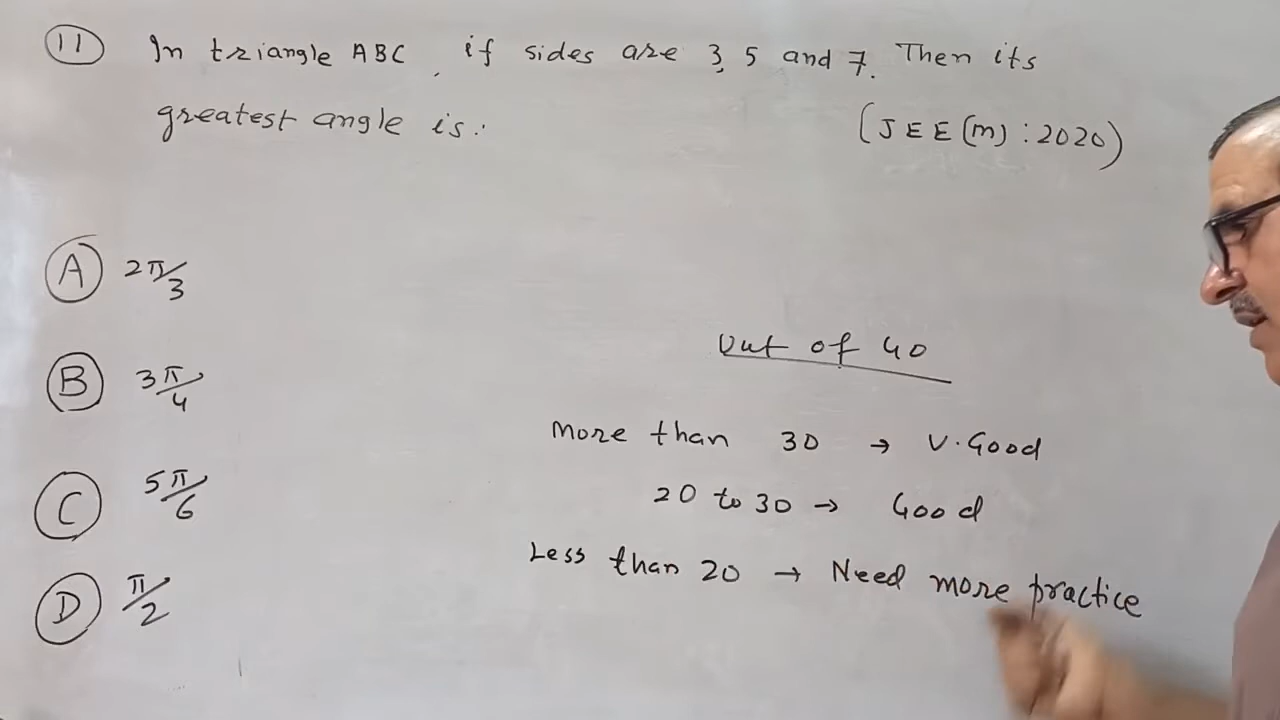 11 In triangle ABC, if sides are 3, 5 and 7. Then its
greatest angle is:
(JEE(m) : 2020)
A 2π/3
B 3π/4
C 5π/6
D π/2
Out of 40
More than 30 → V. Good
20 to 30 → Good
Less than 20 → Need more practice